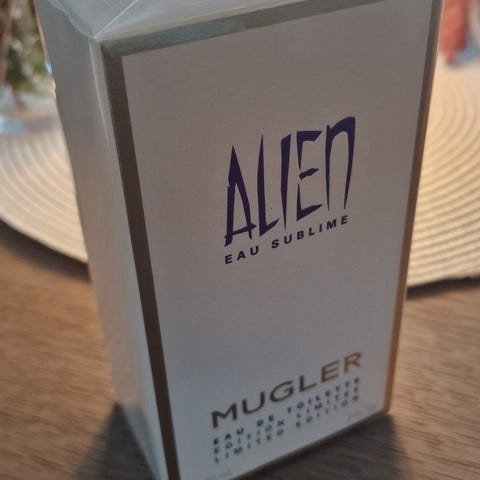 ALIEN
EAU SUBLIME
MUGLER
EAU DE TOILETTE
EDITION LIMITÉE
LIMITED EDITION